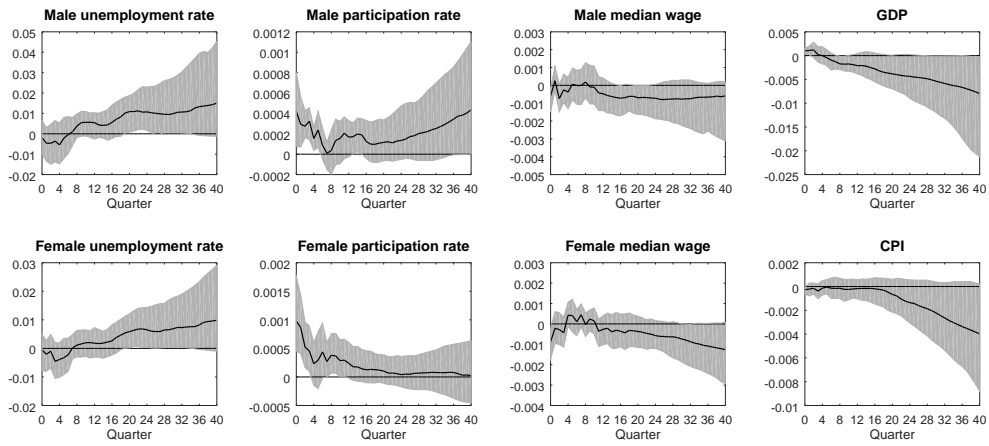 Male unemployment rate
Male participation rate
Male median wage
GDP
0.05
0.04
0.03
0.02
0.01
0
-0.01
-0.02
0 4 8 12 16 20 24 28 32 36 40
Quarter
0.0012
0.001
0.0008
0.0006
0.0004
0.0002
0
-0.0002
0 4 8 12 16 20 24 28 32 36 40
Quarter
0.003
0.002
0.001
0
-0.001
-0.002
-0.003
-0.004
-0.005
0 4 8 12 16 20 24 28 32 36 40
Quarter
0.005
0
-0.005
-0.01
-0.015
-0.02
-0.025
0 4 8 12 16 20 24 28 32 36 40
Quarter
Female unemployment rate
Female participation rate
Female median wage
CPI
0.03
0.02
0.01
0
-0.01
-0.02
0 4 8 12 16 20 24 28 32 36 40
Quarter
0.002
0.0015
0.001
0.0005
0
-0.0005
0 4 8 12 16 20 24 28 32 36 40
Quarter
0.003
0.002
0.001
0
-0.001
-0.002
-0.003
-0.004
0 4 8 12 16 20 24 28 32 36 40
Quarter
0.002
0
-0.002
-0.004
-0.006
-0.008
-0.01
0 4 8 12 16 20 24 28 32 36 40
Quarter